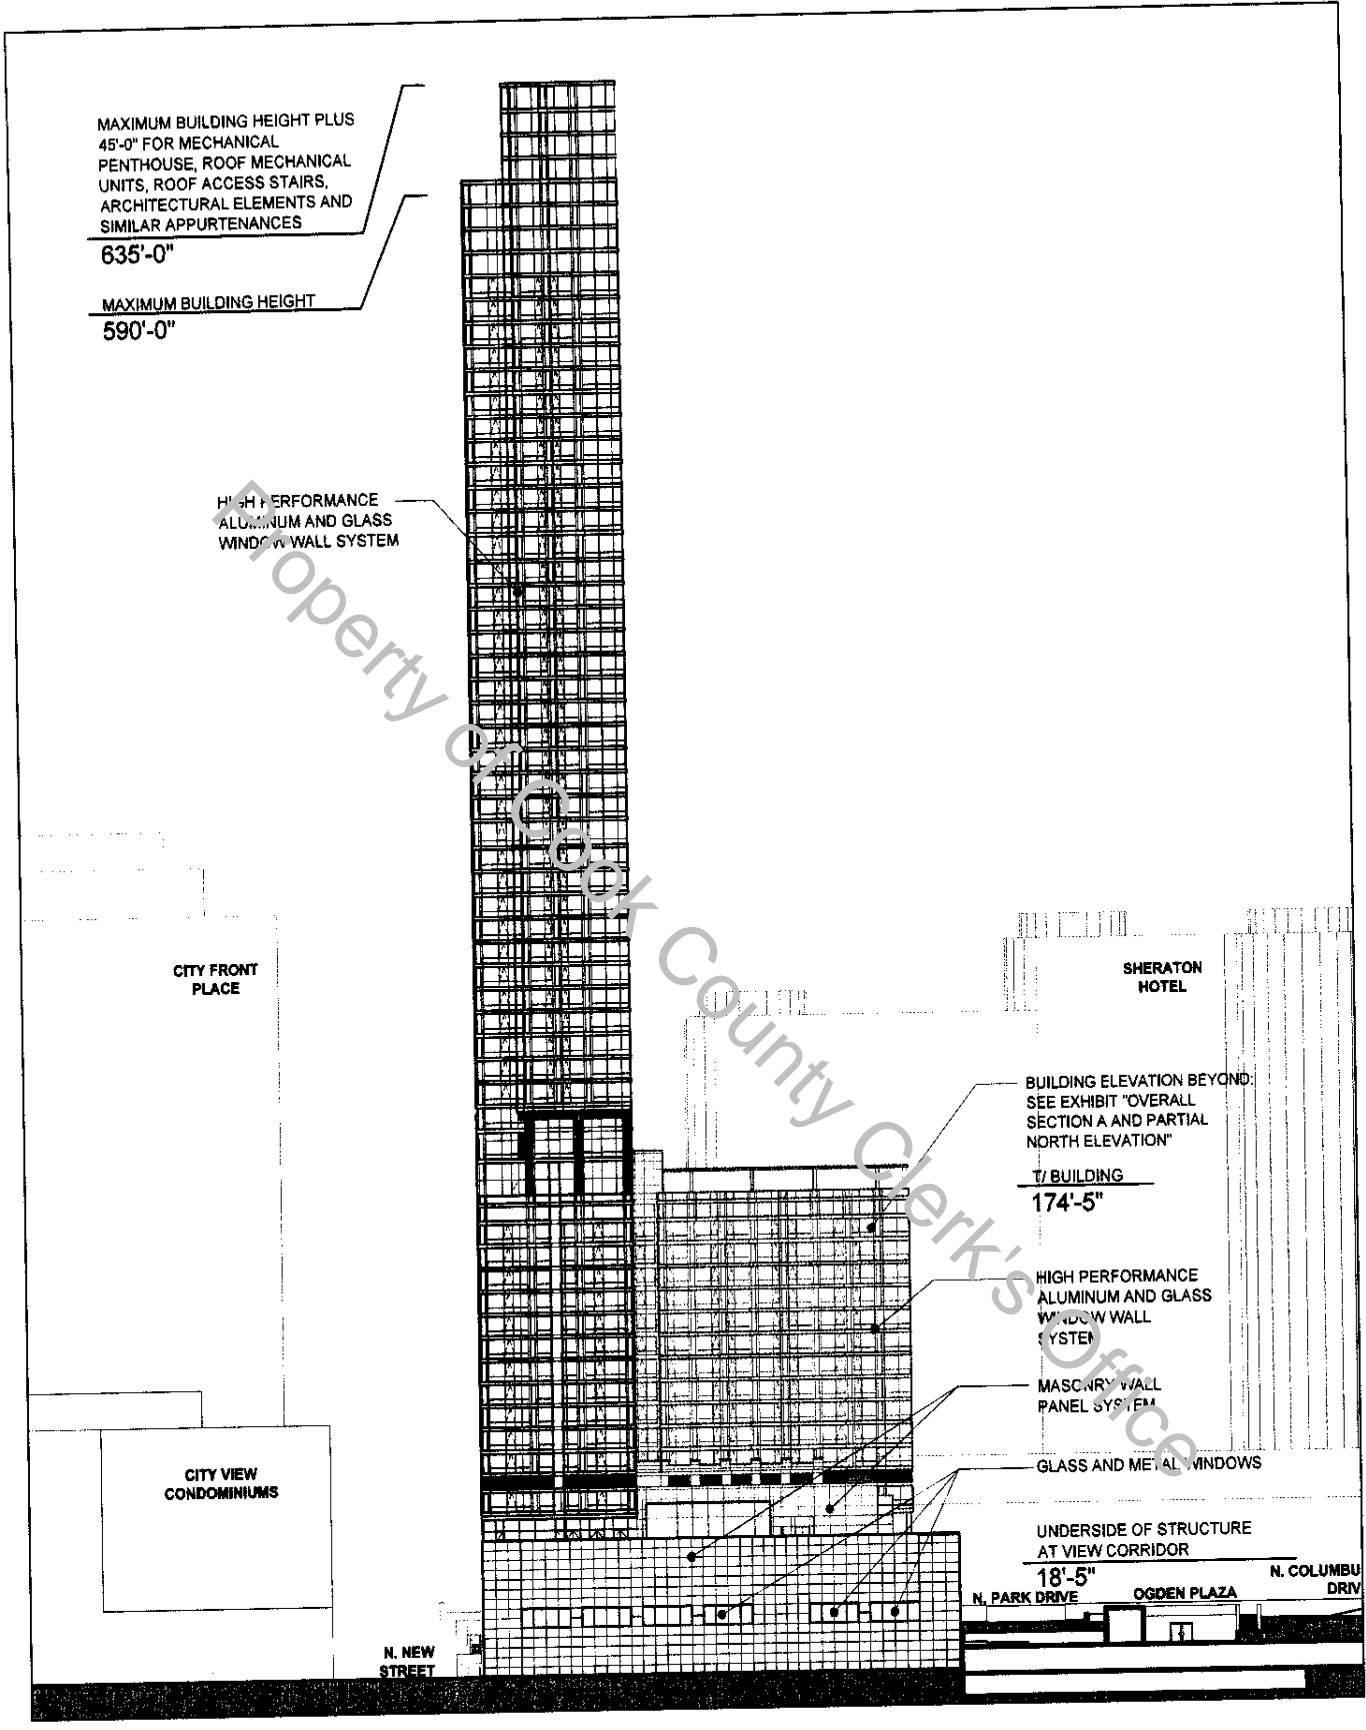 MAXIMUM BUILDING HEIGHT PLUS
45'-0" FOR MECHANICAL
PENTHOUSE, ROOF MECHANICAL
UNITS, ROOF ACCESS STAIRS,
ARCHITECTURAL ELEMENTS AND
SIMILAR APPURTENANCES
635'-0"
MAXIMUM BUILDING HEIGHT
590'-0"
HIGH PERFORMANCE
ALUMINUM AND GLASS
WINDOW WALL SYSTEM
Property of Cook County Clerk's Office
CITY FRONT
PLACE
SHERATON
HOTEL
BUILDING ELEVATION BEYOND:
SEE EXHIBIT "OVERALL
SECTION A AND PARTIAL
NORTH ELEVATION"
T/ BUILDING
174'-5"
HIGH PERFORMANCE
ALUMINUM AND GLASS
WINDOW WALL
SYSTEM
MASONRY WALL
PANEL SYSTEM
GLASS AND METAL WINDOWS
CITY VIEW
CONDOMINIUMS
UNDERSIDE OF STRUCTURE
AT VIEW CORRIDOR
18'-5"
N. COLUMBU
DRIV
N. PARK DRIVE
OGDEN PLAZA
N. NEW
STREET